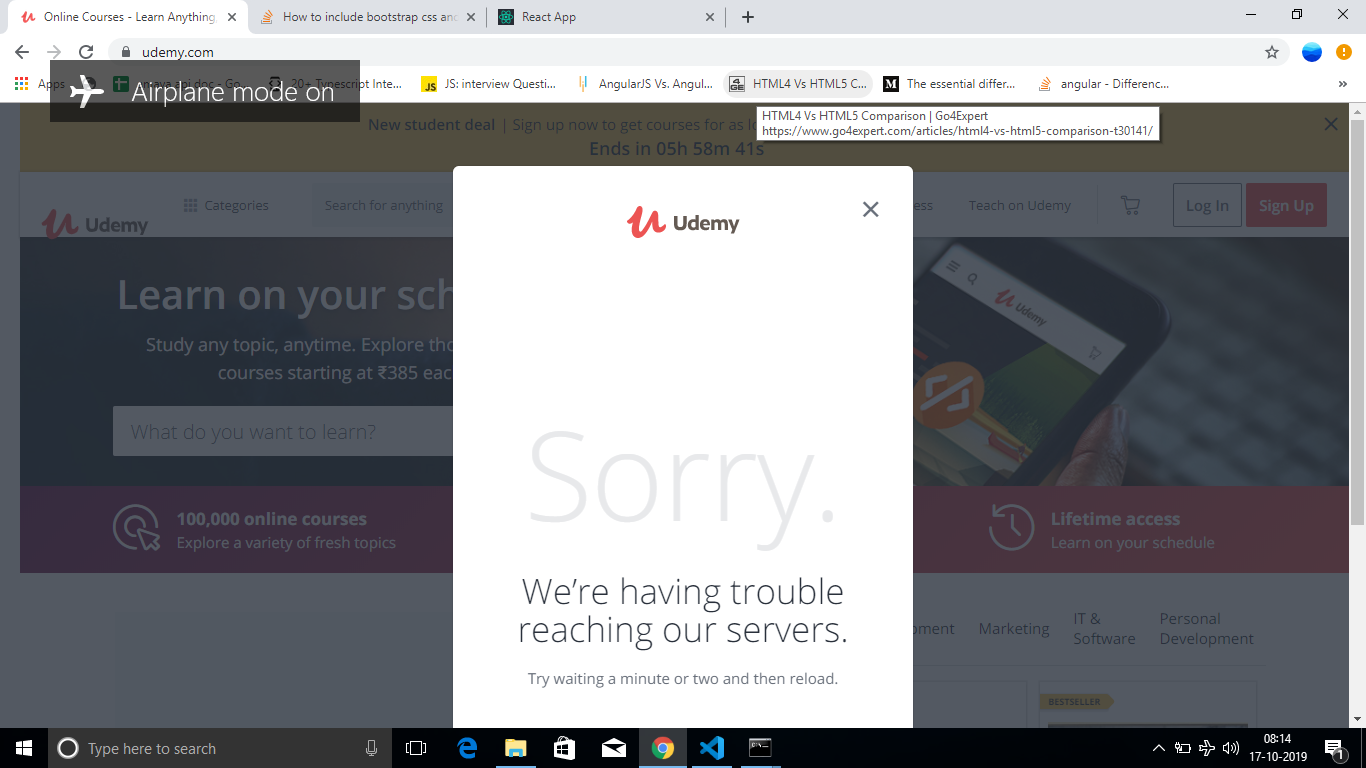 Online Courses - Learn Anything,
How to include bootstrap css and
React App
udemy.com
Apps
20+ Typescript Inte...
JS
JS: interview Questi...
AngularJS Vs. Angul...
HTML4 Vs HTML5 C...
M
The essential differ...
angular - Differenc...
Airplane mode on
HTML4 Vs HTML5 Comparison | Go4Expert
https://www.go4expert.com/articles/html4-vs-html5-comparison-t30141/
New student deal | Sign up now to get courses for as lo
Ends in 05h 58m 41s
Udemy
Categories
Search for anything
ess
Teach on Udemy
Log In
Sign Up
Udemy
Learn on your sch
Study any topic, anytime. Explore tho
courses starting at ₹385 eac
What do you want to learn?
Udemy
Sorry.
We're having trouble
reaching our servers.
Try waiting a minute or two and then reload.
100,000 online courses
Explore a variety of fresh topics
Lifetime access
Learn on your schedule
pment
Marketing
IT &
Software
Personal
Development
BESTSELLER
Type here to search
08:14
17-10-2019
1